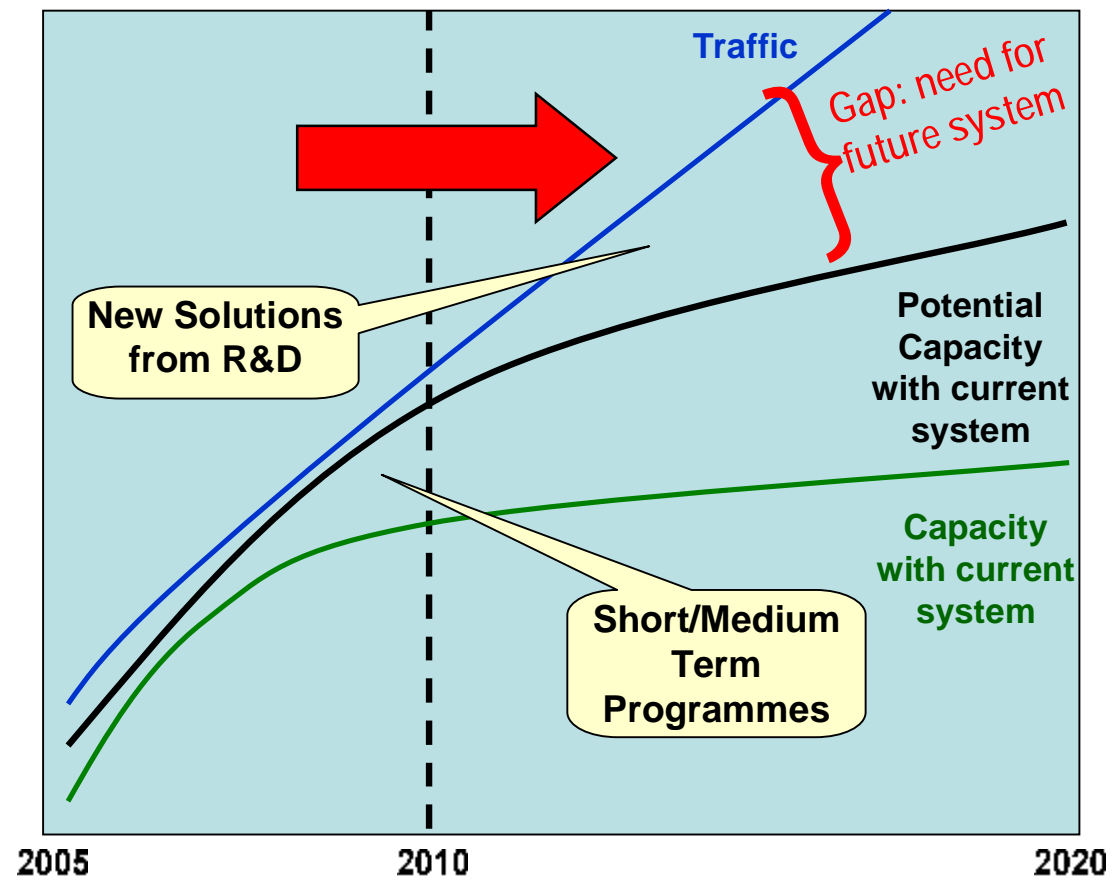 Traffic
Gap: need for
future system
New Solutions
from R&D
Potential
Capacity
with current
system
Capacity
with current
system
Short/Medium
Term
Programmes
2005
2010
2020